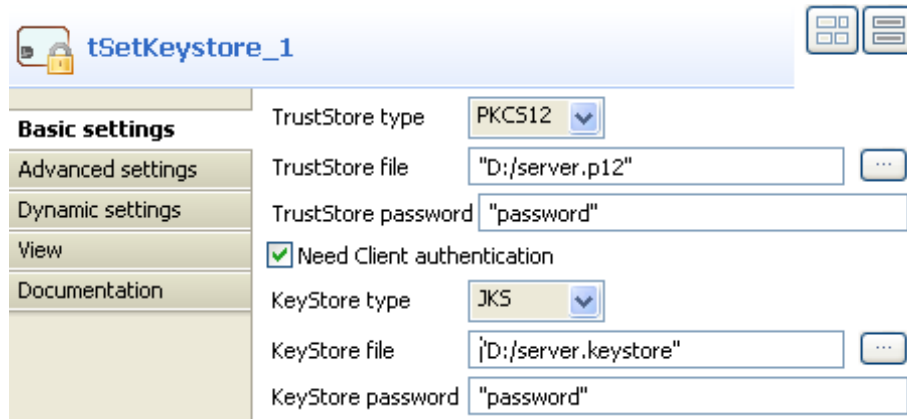 tSetKeystore_1
Basic settings
Advanced settings
Dynamic settings
View
Documentation
TrustStore type PKCS12
TrustStore file "D:/server.p12" ...
TrustStore password "password"
Need Client authentication
KeyStore type JKS
KeyStore file "D:/server.keystore" ...
KeyStore password "password"